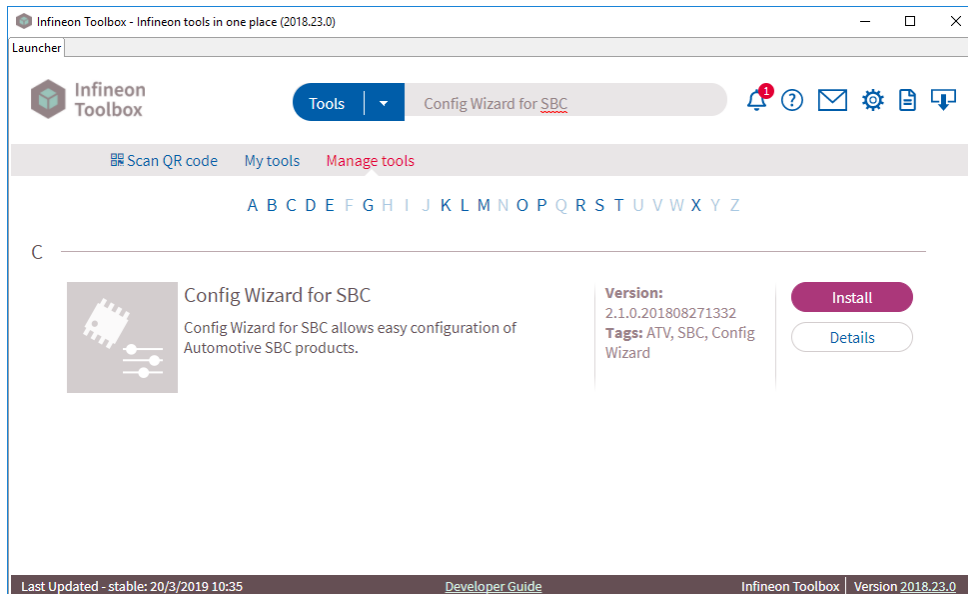 Infineon Toolbox - Infineon tools in one place (2018.23.0)
Launcher
Infineon
Toolbox
Tools
Config Wizard for SBC
1
Scan QR code My tools Manage tools
A B C D E F G H I J K L M N O P Q R S T U V W X Y Z
C
Config Wizard for SBC
Config Wizard for SBC allows easy configuration of
Automotive SBC products.
Version:
2.1.0.201808271332
Tags: ATV, SBC, Config
Wizard
Install
Details
Last Updated - stable: 20/3/2019 10:35 Developer Guide Infineon Toolbox Version 2018.23.0